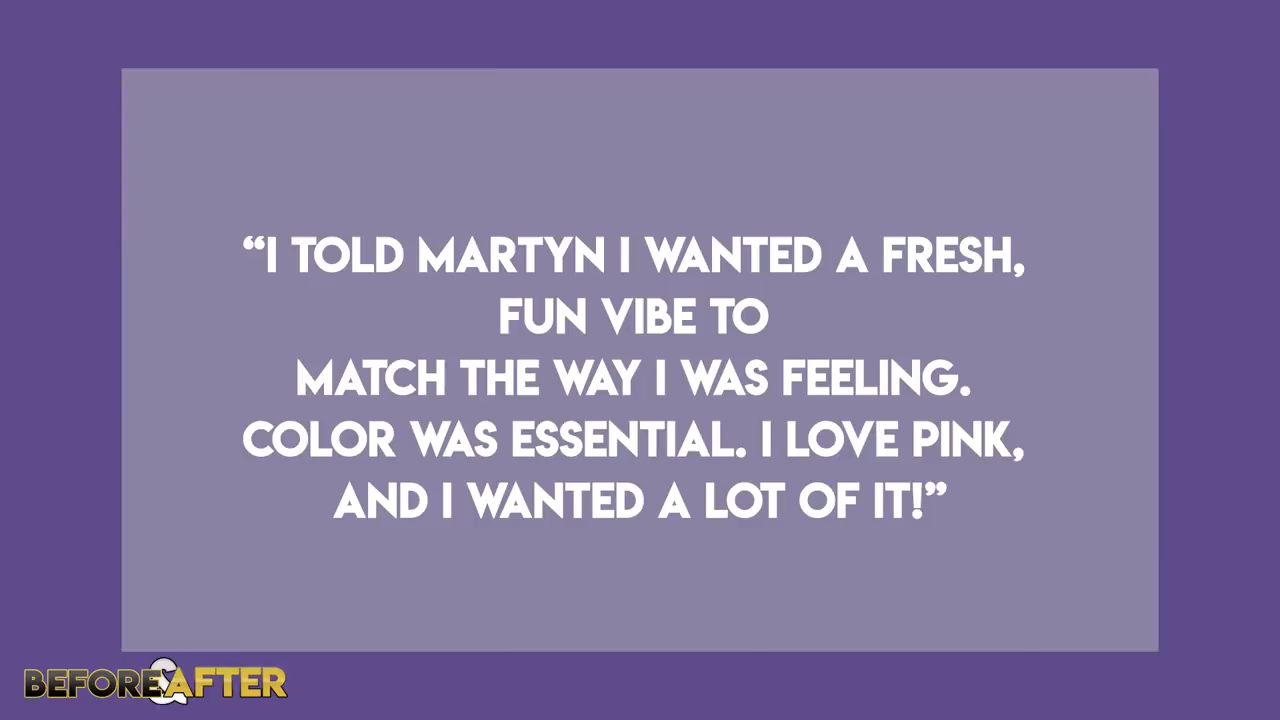 “I TOLD MARTYN I WANTED A FRESH,
FUN VIBE TO
MATCH THE WAY I WAS FEELING.
COLOR WAS ESSENTIAL. I LOVE PINK,
AND I WANTED A LOT OF IT!”
BEFORE & AFTER